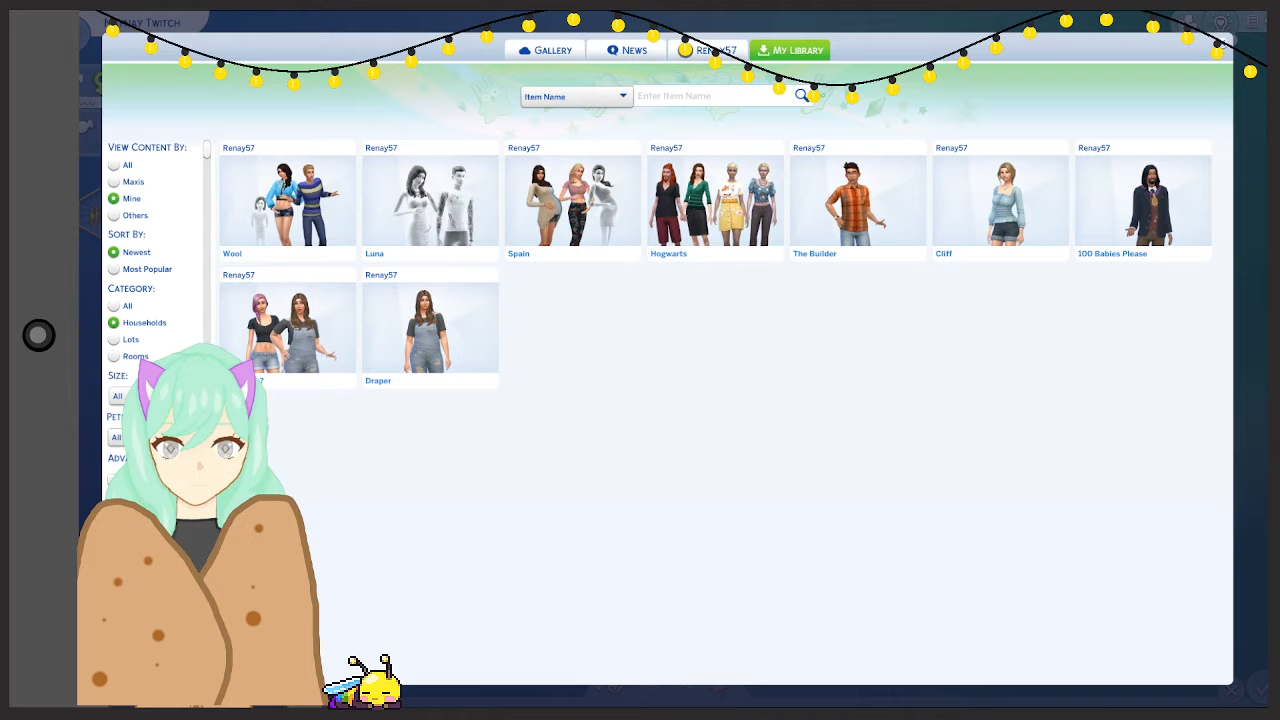 GALLERY
NEWS
MY LIBRARY
Item Name
Enter Item Name
VIEW CONTENT BY:
All
Maxis
Mine
Others
SORT BY:
Newest
Most Popular
CATEGORY:
All
Households
Lots
Rooms
SIZE:
All
All
Renay57
Wool
Renay57
Luna
Renay57
Spain
Renay57
Hogwarts
Renay57
The Builder
Renay57
Cliff
Renay57
100 Babies Please
Renay57
Renay57
Draper